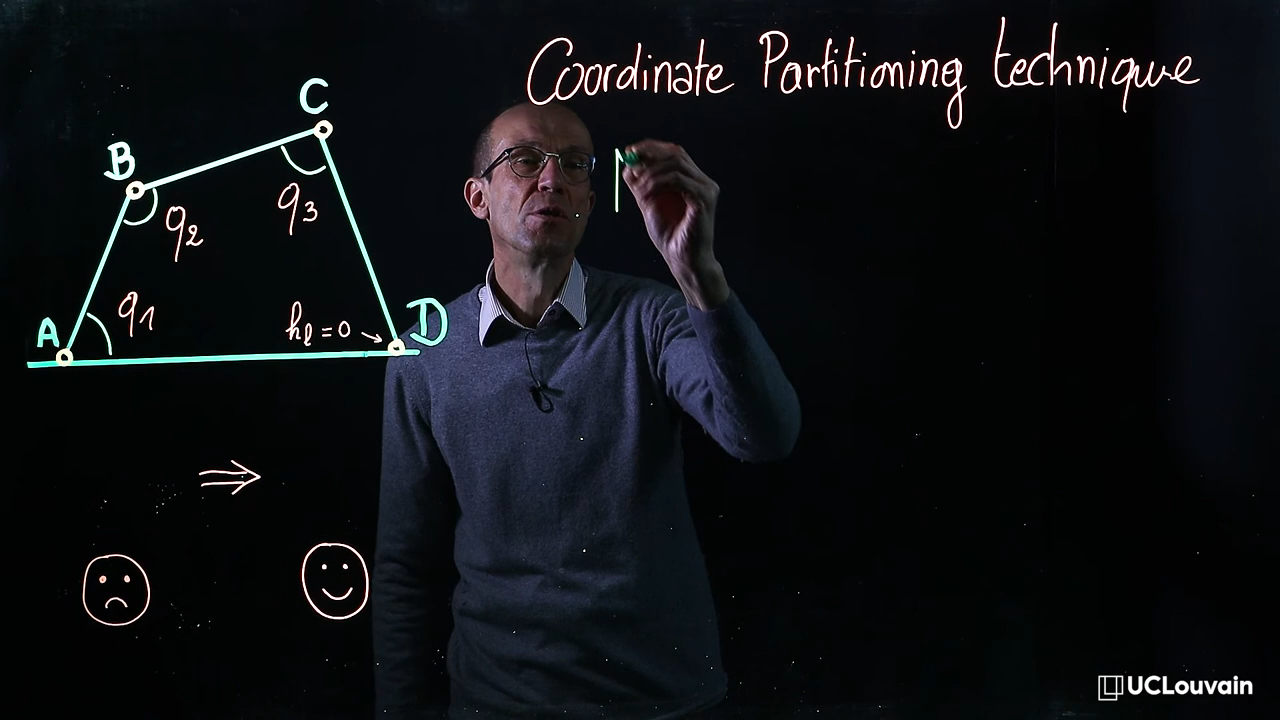 Coordinate Partitioning technique
C
B
q3
q2
q1
A
hl=0
D
UCLouvain